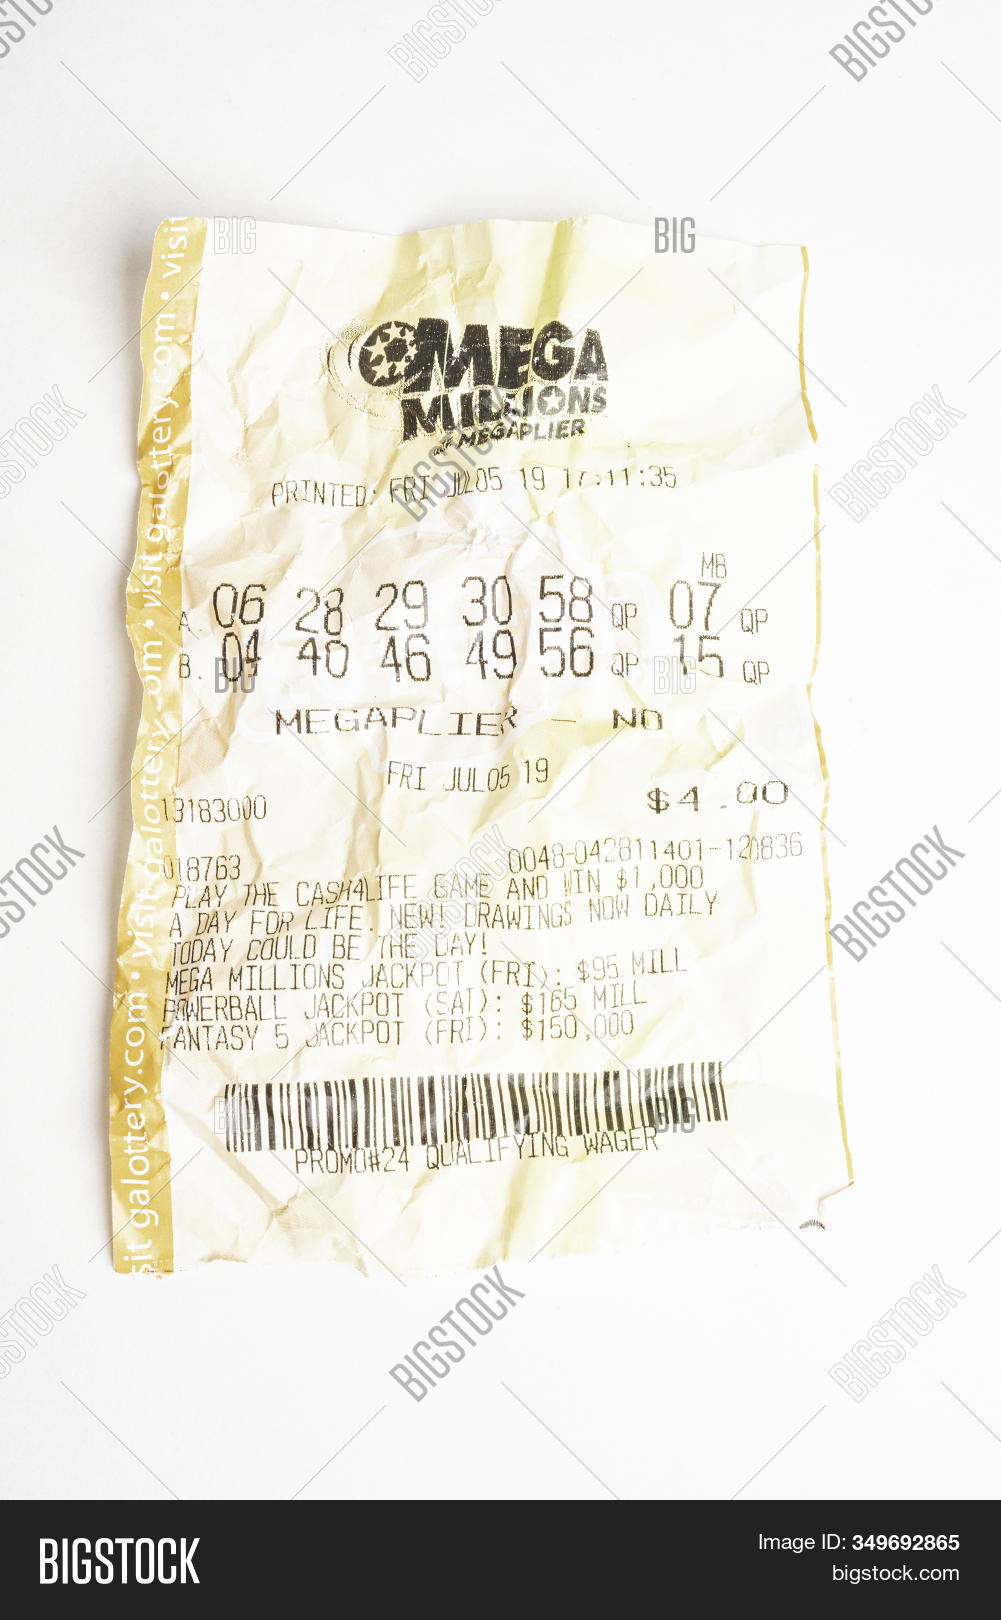 MEGA
MILLIONS
with MEGAPLIER
PRINTED: FRI JUL05 19 17:11:35
MB
A. 06 28 29 30 58 QP 07 QP
B. 04 40 46 49 56 QP 15 QP
MEGAPLIER - NO
FRI JUL05 19
13183000 $4.00
018763 0048-042811401-120836
PLAY THE CASH4LIFE GAME AND WIN $1,000
A DAY FOR LIFE. NEW! DRAWINGS NOW DAILY
TODAY COULD BE THE DAY!
MEGA MILLIONS JACKPOT (FRI): $95 MILL
POWERBALL JACKPOT (SAT): $165 MILL
FANTASY 5 JACKPOT (FRI): $150,000
PROMO#24 QUALIFYING WAGER
sit galottery.com • visit galottery.com • visit galottery.com • visi
BIGSTOCK
Image ID: 349692865
bigstock.com